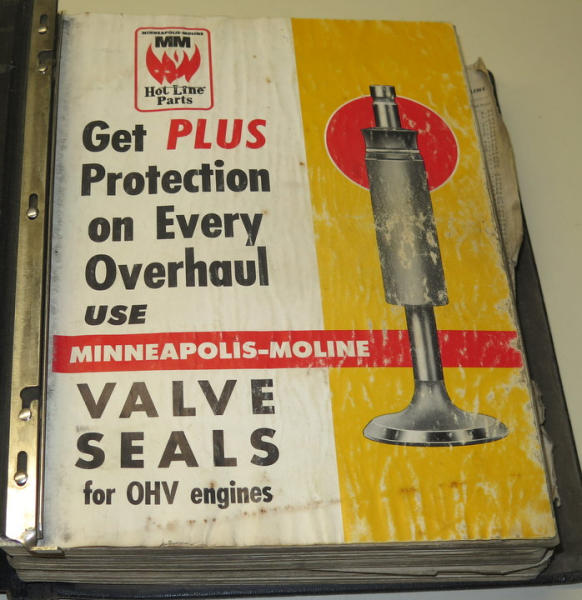 MINNEAPOLIS-MOLINE
MM
Hot Line
Parts
Get PLUS
Protection
on Every
Overhaul
USE
MINNEAPOLIS-MOLINE
VALVE
SEALS
for OHV engines